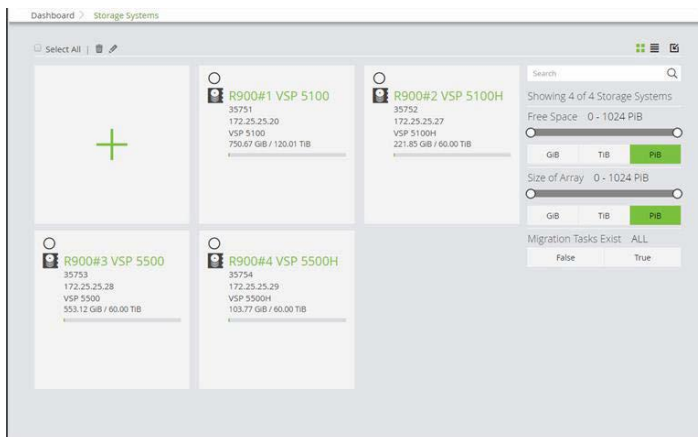 Dashboard > Storage Systems
Select All |
Search
Showing 4 of 4 Storage Systems
Free Space 0 - 1024 PiB
GiB TiB PiB
Size of Array 0 - 1024 PiB
GiB TiB PiB
Migration Tasks Exist ALL
False True
R900#1 VSP 5100
35751
172.25.25.20
VSP 5100
750.67 GiB / 120.01 TiB
R900#2 VSP 5100H
35752
172.25.25.27
VSP 5100H
221.85 GiB / 60.00 TiB
R900#3 VSP 5500
35753
172.25.25.28
VSP 5500
553.12 GiB / 60.00 TiB
R900#4 VSP 5500H
35754
172.25.25.29
VSP 5500H
103.77 GiB / 60.00 TiB